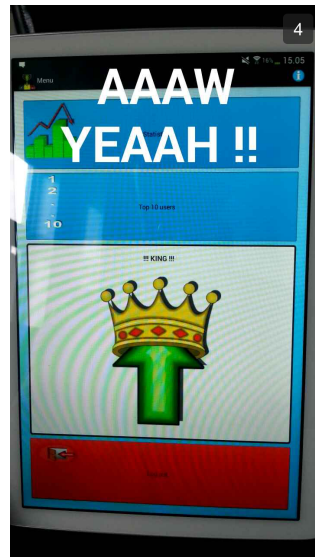 4
15.05
Menu
AAAW
YEAAH !!
1
2
.
.
10
Top 10 users
!!! KING !!!